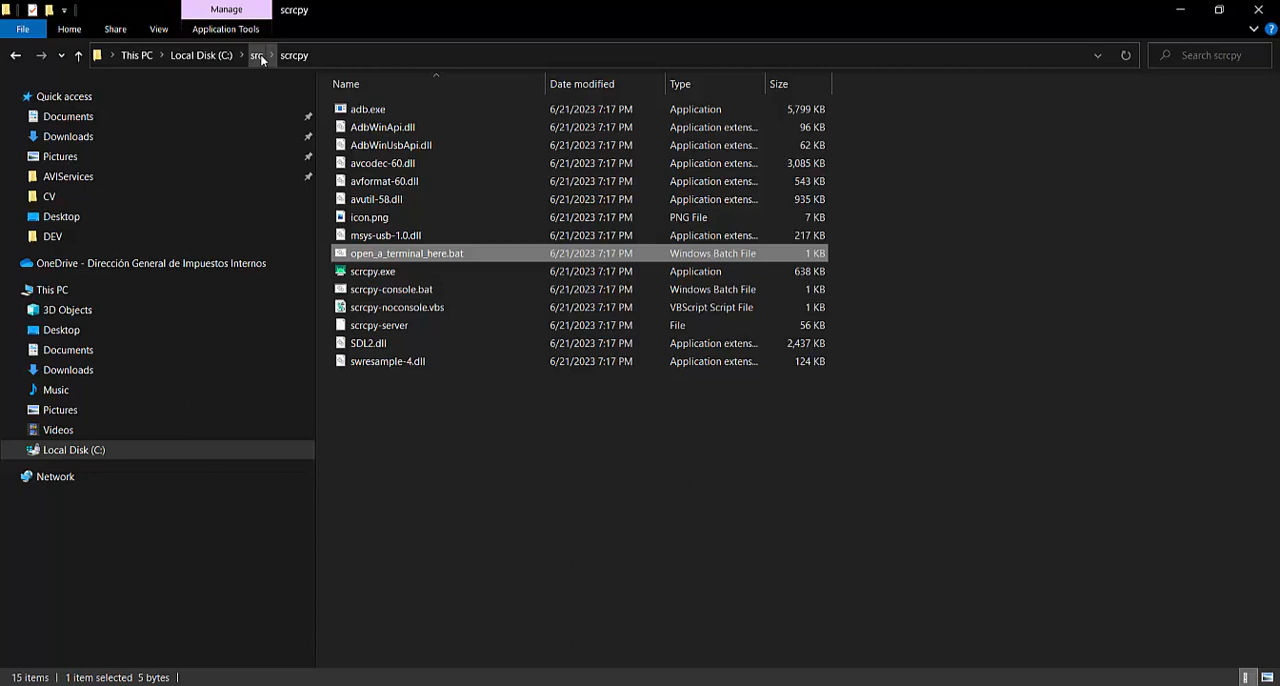 Manage
scrcpy
File
Home
Share
View
Application Tools
This PC
Local Disk (C:)
src
scrcpy
Search scrcpy
Name
Date modified
Type
Size
Quick access
Documents
Downloads
Pictures
AVIServices
CV
Desktop
DEV
OneDrive - Dirección General de Impuestos Internos
This PC
3D Objects
Desktop
Documents
Downloads
Music
Pictures
Videos
Local Disk (C:)
Network
adb.exe 6/21/2023 7:17 PM Application 5,799 KB
AdbWinApi.dll 6/21/2023 7:17 PM Application extens... 96 KB
AdbWinUsbApi.dll 6/21/2023 7:17 PM Application extens... 62 KB
avcodec-60.dll 6/21/2023 7:17 PM Application extens... 3,085 KB
avformat-60.dll 6/21/2023 7:17 PM Application extens... 543 KB
avutil-58.dll 6/21/2023 7:17 PM Application extens... 935 KB
icon.png 6/21/2023 7:17 PM PNG File 7 KB
msys-usb-1.0.dll 6/21/2023 7:17 PM Application extens... 217 KB
open_a_terminal_here.bat 6/21/2023 7:17 PM Windows Batch File 1 KB
scrcpy.exe 6/21/2023 7:17 PM Application 638 KB
scrcpy-console.bat 6/21/2023 7:17 PM Windows Batch File 1 KB
scrcpy-noconsole.vbs 6/21/2023 7:17 PM VBScript Script File 1 KB
scrcpy-server 6/21/2023 7:17 PM File 56 KB
SDL2.dll 6/21/2023 7:17 PM Application extens... 2,437 KB
swresample-4.dll 6/21/2023 7:17 PM Application extens... 124 KB
15 items
1 item selected 5 bytes